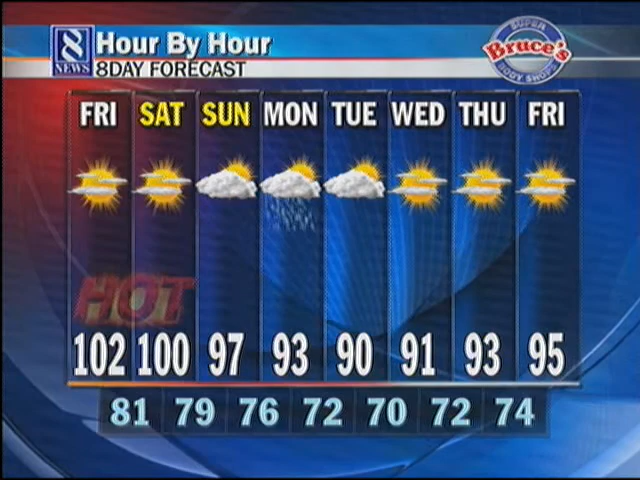 8 NEWS
Hour By Hour
8DAY FORECAST
SUPER
Bruce's
BODY SHOPS
FRI SAT SUN MON TUE WED THU FRI
HOT
102 100 97 93 90 91 93 95
81 79 76 72 70 72 74